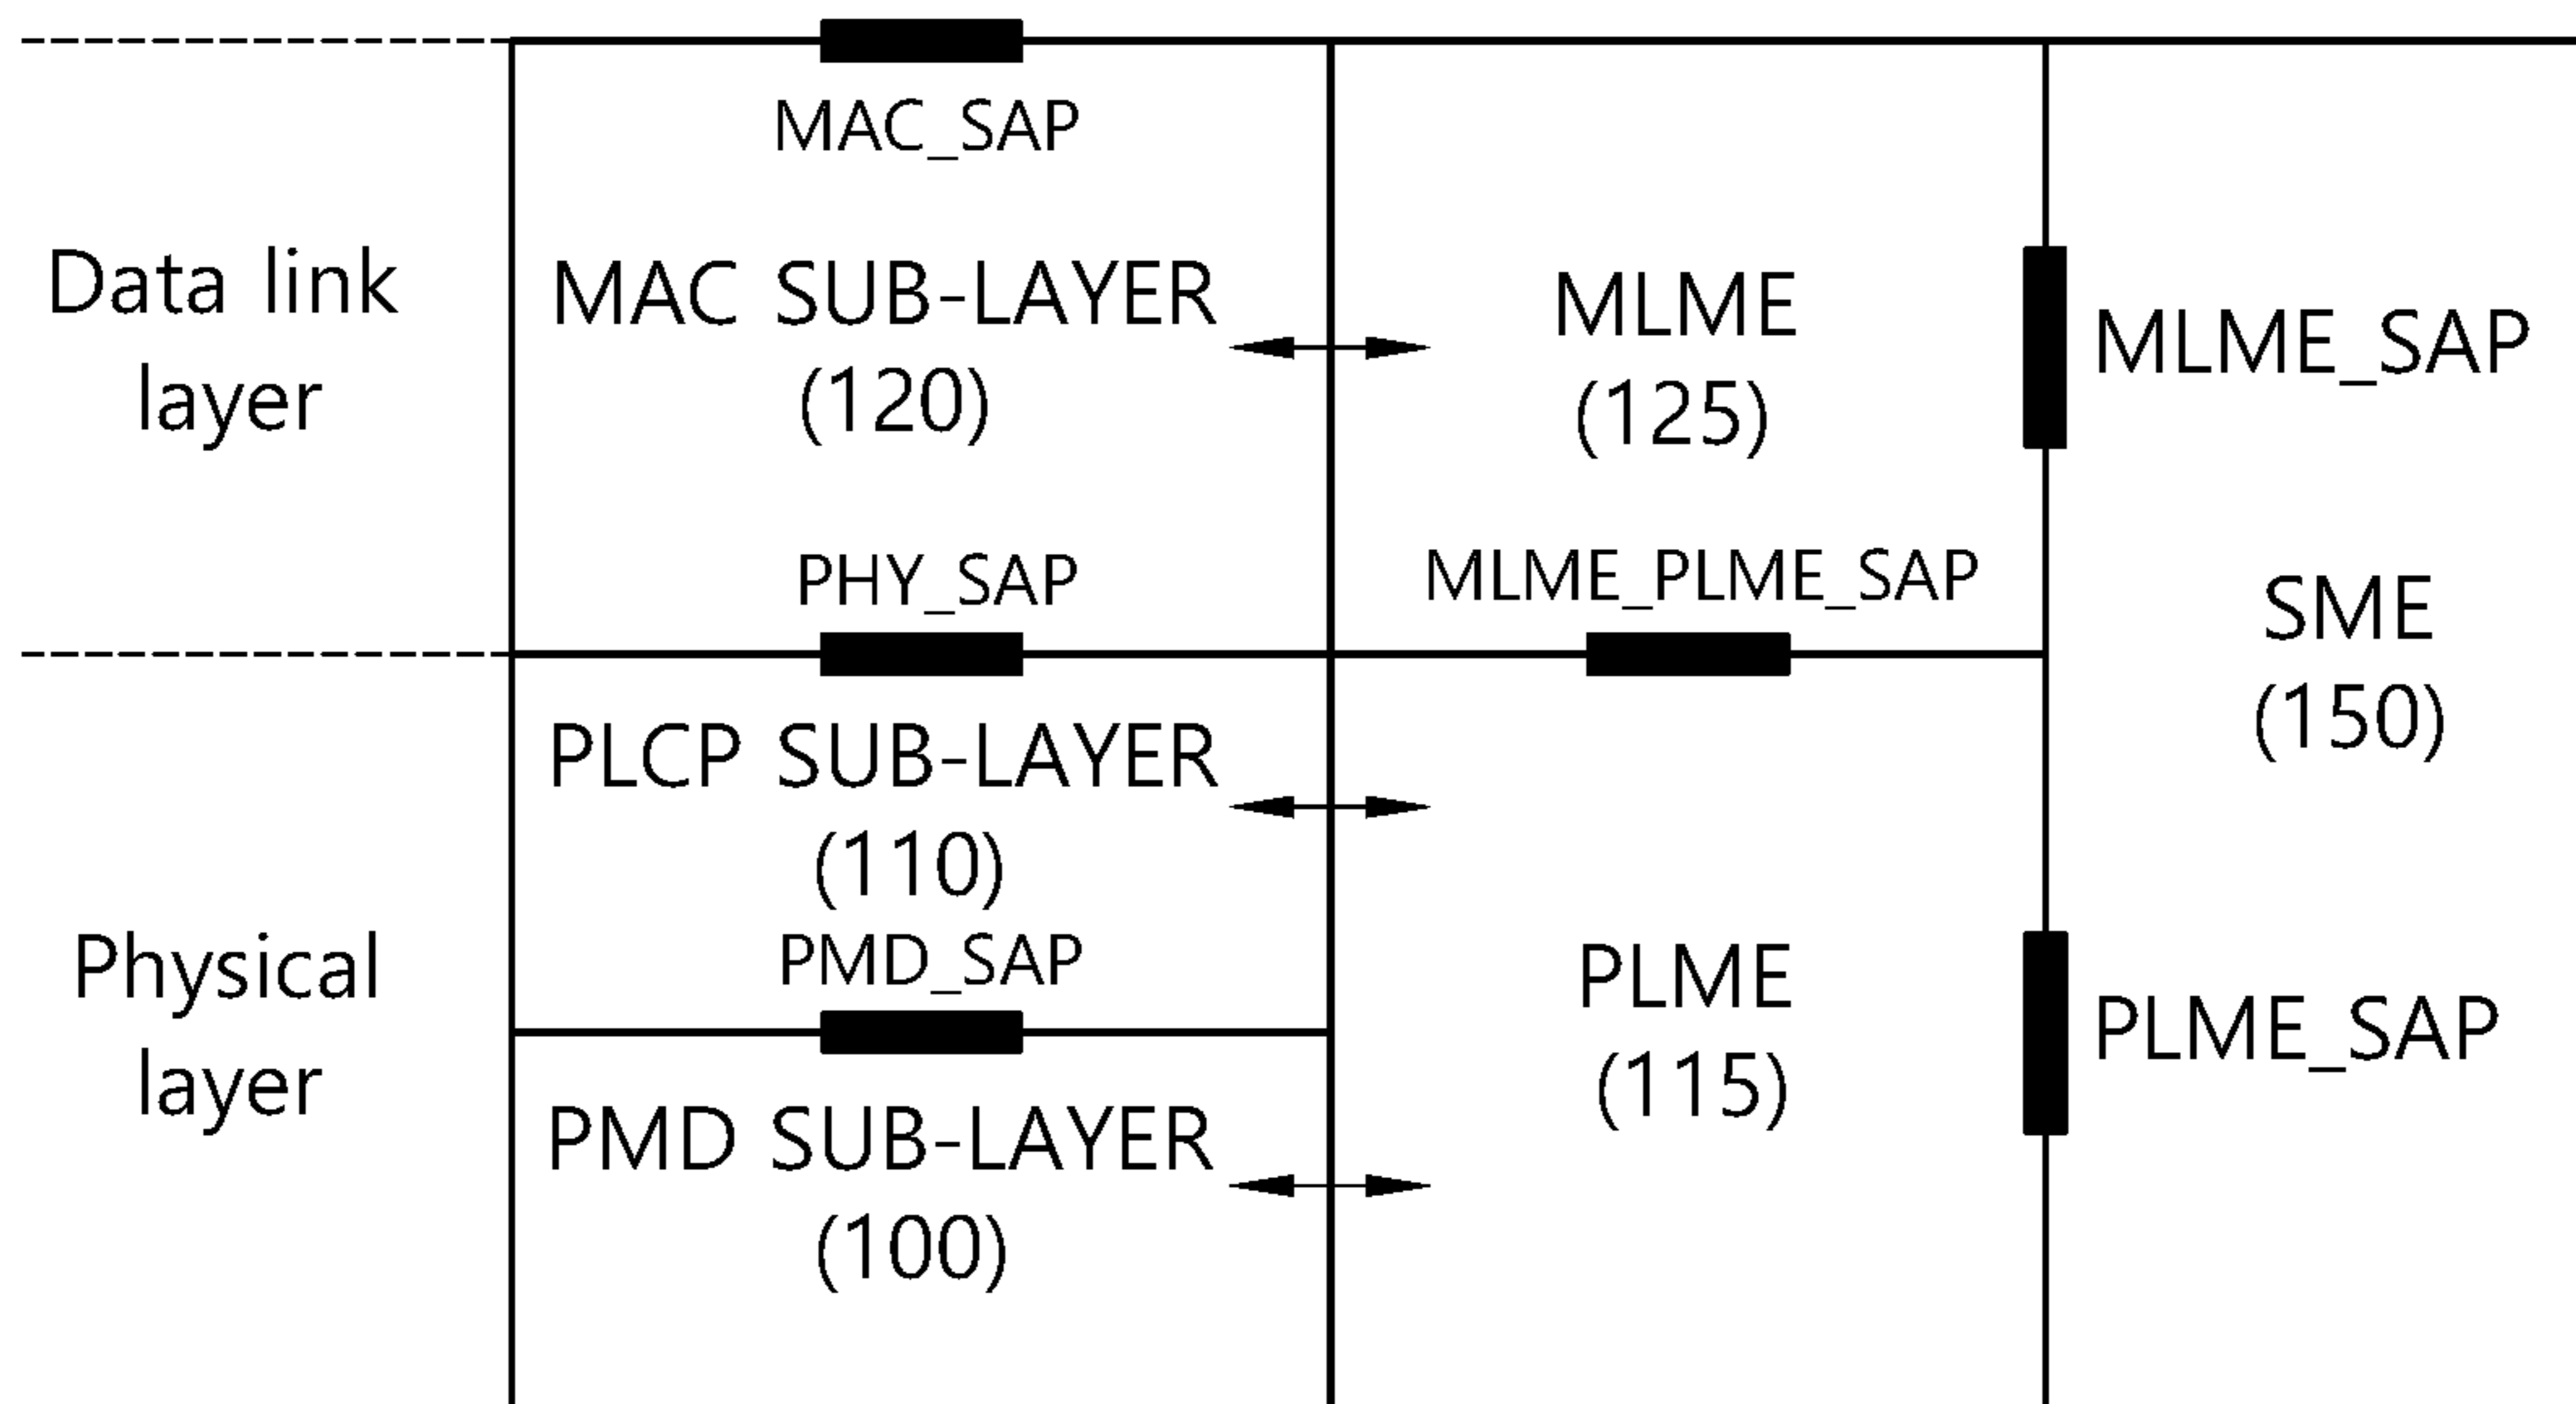 MAC_SAP
Data link
layer
MAC SUB-LAYER
(120)
MLME
(125)
MLME_SAP
PHY_SAP
MLME_PLME_SAP
SME
(150)
PLCP SUB-LAYER
(110)
Physical
layer
PMD_SAP
PLME
(115)
PLME_SAP
PMD SUB-LAYER
(100)